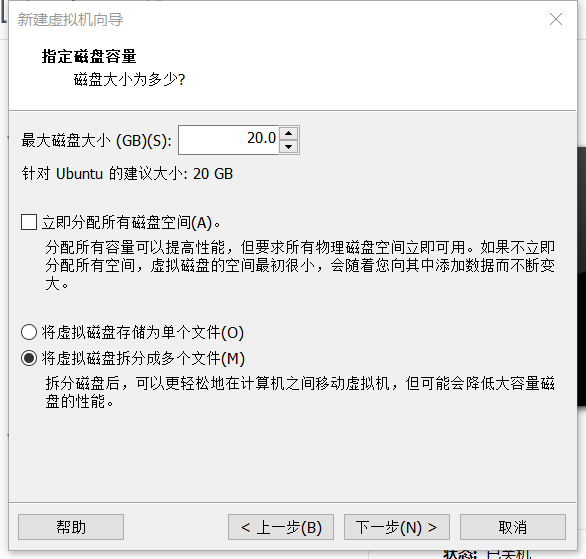 新建虚拟机向导
指定磁盘容量
磁盘大小为多少?
最大磁盘大小 (GB)(S): 20.0
针对 Ubuntu 的建议大小: 20 GB
立即分配所有磁盘空间(A)。
分配所有容量可以提高性能，但要求所有物理磁盘空间立即可用。如果不立即
分配所有空间，虚拟磁盘的空间最初很小，会随着您向其中添加数据而不断变
大。
将虚拟磁盘存储为单个文件(O)
将虚拟磁盘拆分成多个文件(M)
拆分磁盘后，可以更轻松地在计算机之间移动虚拟机，但可能会降低大容量磁
盘的性能。
帮助 < 上一步(B) 下一步(N) > 取消
状态: 已关机